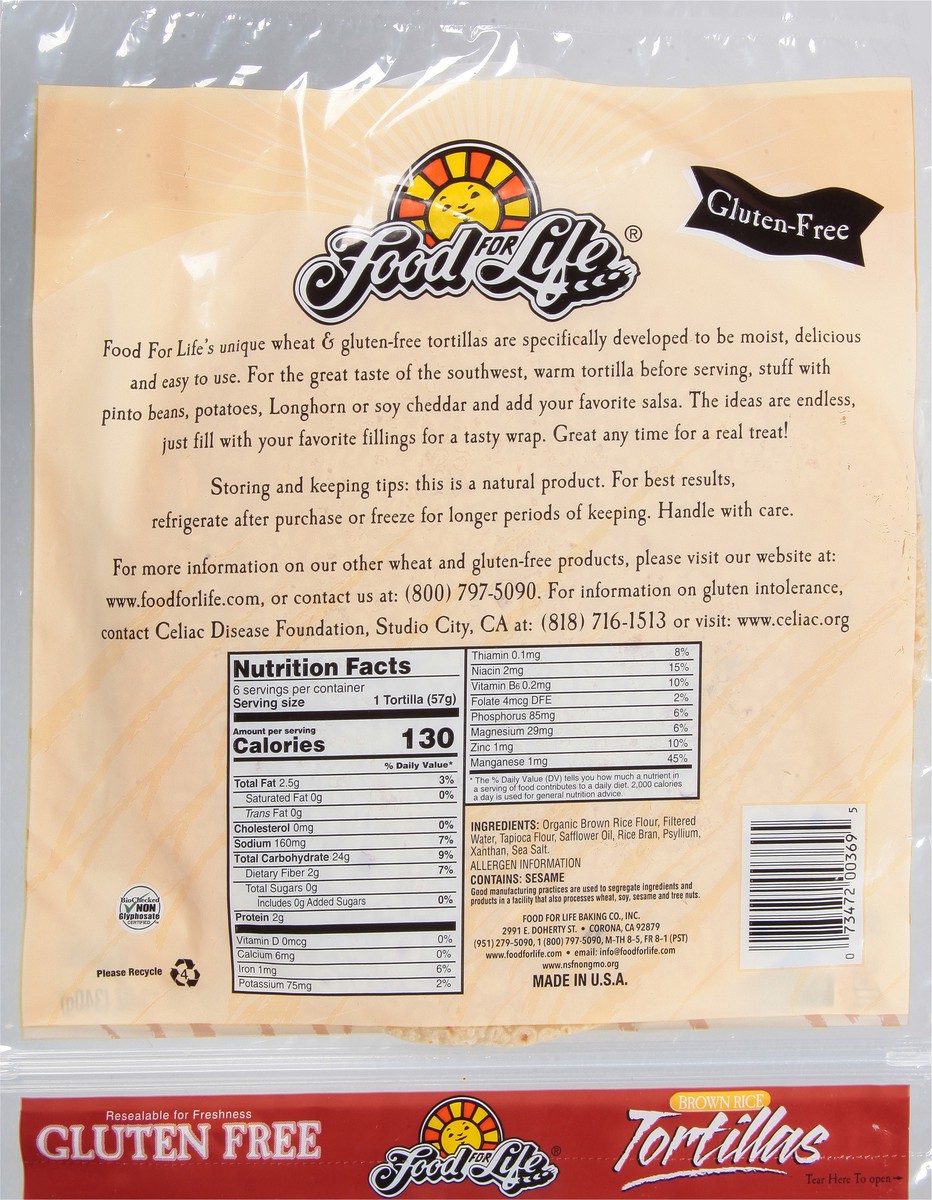 Food FOR Life®
Gluten-Free
Food For Life's unique wheat & gluten-free tortillas are specifically developed to be moist, delicious
and easy to use. For the great taste of the southwest, warm tortilla before serving, stuff with
pinto beans, potatoes, Longhorn or soy cheddar and add your favorite salsa. The ideas are endless,
just fill with your favorite fillings for a tasty wrap. Great any time for a real treat!
Storing and keeping tips: this is a natural product. For best results,
refrigerate after purchase or freeze for longer periods of keeping. Handle with care.
For more information on our other wheat and gluten-free products, please visit our website at:
www.foodforlife.com, or contact us at: (800) 797-5090. For information on gluten intolerance,
contact Celiac Disease Foundation, Studio City, CA at: (818) 716-1513 or visit: www.celiac.org
Nutrition Facts
6 servings per container
Serving size 1 Tortilla (57g)
Amount per serving
Calories 130
% Daily Value*
Total Fat 2.5g 3%
Saturated Fat 0g 0%
Trans Fat 0g
Cholesterol 0mg 0%
Sodium 160mg 7%
Total Carbohydrate 24g 9%
Dietary Fiber 2g 7%
Total Sugars 0g
Includes 0g Added Sugars 0%
Protein 2g
Vitamin D 0mcg 0%
Calcium 6mg 0%
Iron 1mg 6%
Potassium 75mg 2%
Thiamin 0.1mg 8%
Niacin 2mg 15%
Vitamin B6 0.2mg 10%
Folate 4mcg DFE 2%
Phosphorus 85mg 6%
Magnesium 29mg 6%
Zinc 1mg 10%
Manganese 1mg 45%
* The % Daily Value (DV) tells you how much a nutrient in
a serving of food contributes to a daily diet. 2,000 calories
a day is used for general nutrition advice.
INGREDIENTS: Organic Brown Rice Flour, Filtered
Water, Tapioca Flour, Safflower Oil, Rice Bran, Psyllium,
Xanthan, Sea Salt.
ALLERGEN INFORMATION
CONTAINS: SESAME
Good manufacturing practices are used to segregate ingredients and
products in a facility that also processes wheat, soy, sesame and tree nuts.
FOOD FOR LIFE BAKING CO., INC.
2991 E. DOHERTY ST. • CORONA, CA 92879
(951) 279-5090, 1 (800) 797-5090, M-TH 8-5, FR 8-1 (PST)
www.foodforlife.com • email: info@foodforlife.com
www.nsfnongmo.org
MADE IN U.S.A.
0 73472 00369 5
BioChecked
NON
Glyphosate
CERTIFIED
Please Recycle 4
Resealable for Freshness
GLUTEN FREE
Food FOR Life®
BROWN RICE
Tortillas
Tear Here To open